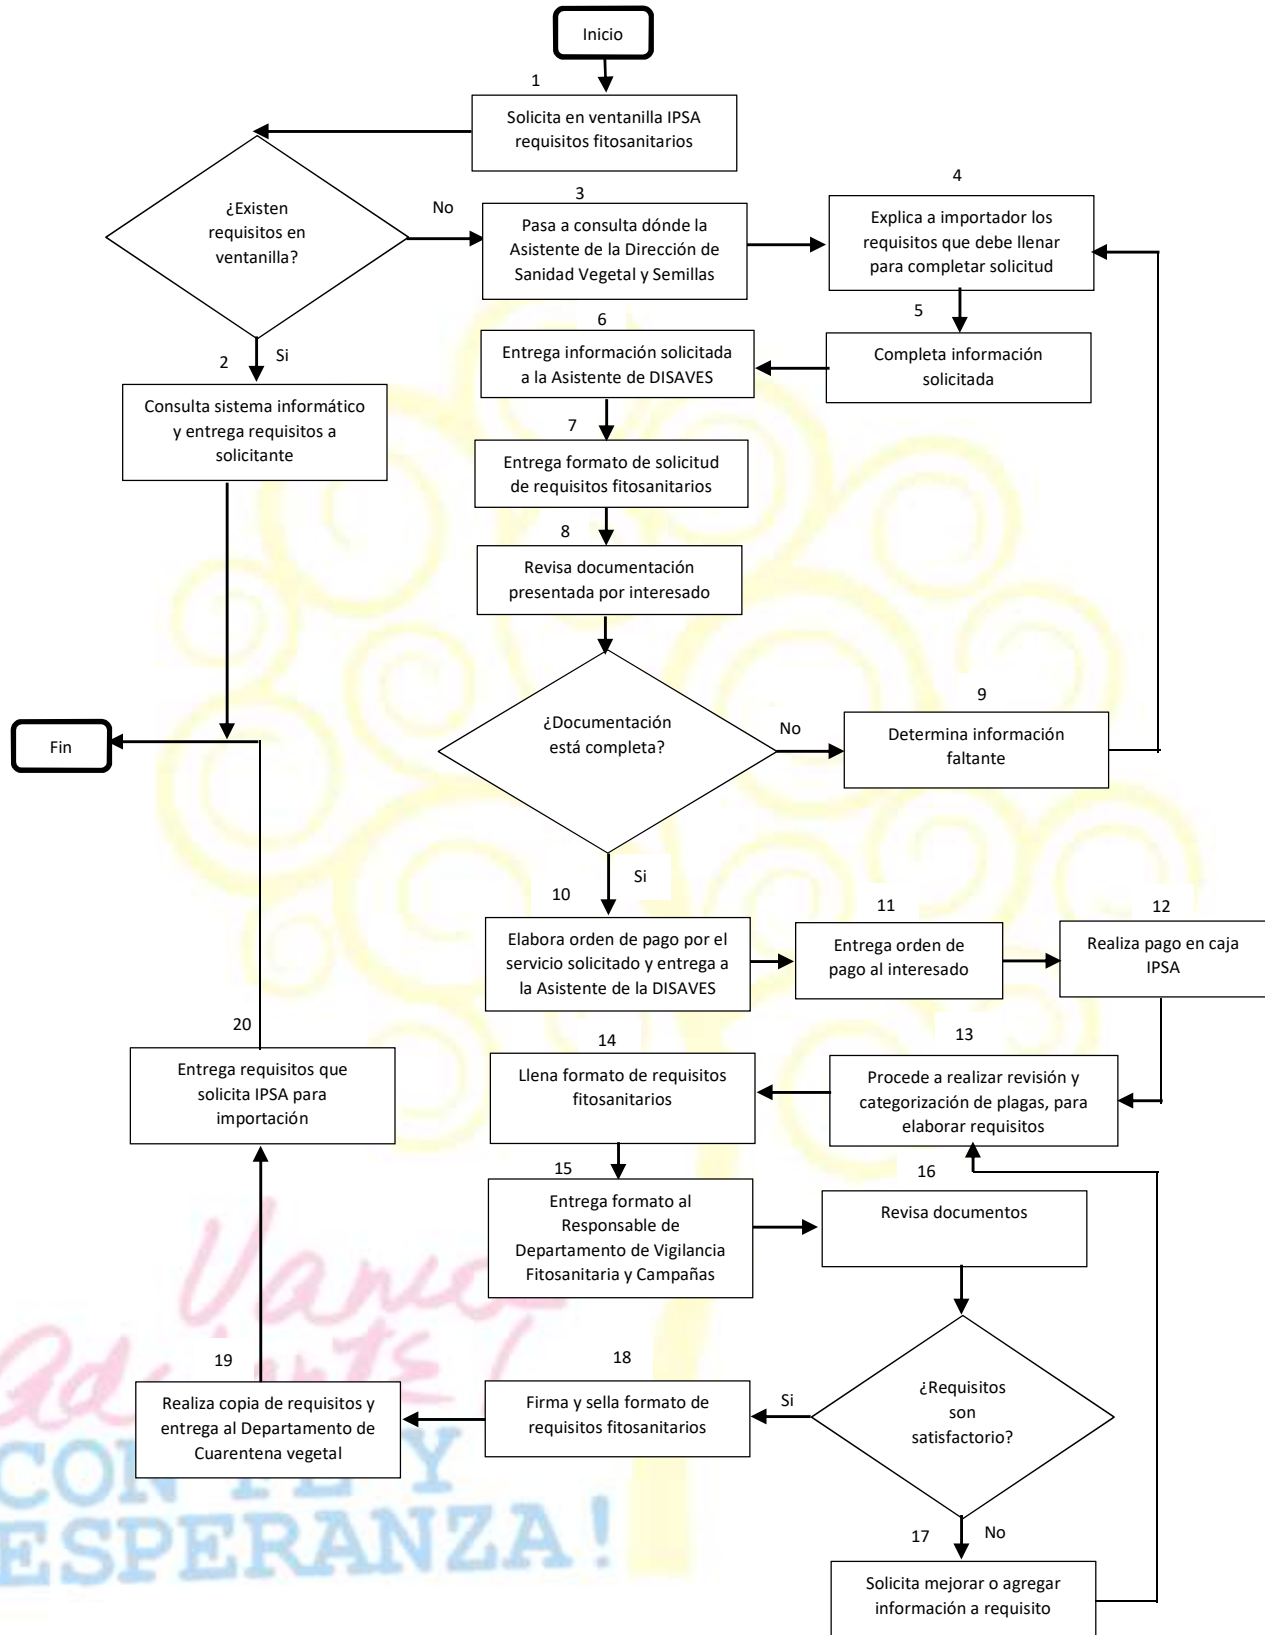 Inicio
1
Solicita en ventanilla IPSA
requisitos fitosanitarios
¿Existen
requisitos en
ventanilla?
No
3
Pasa a consulta dónde la
Asistente de la Dirección de
Sanidad Vegetal y Semillas
4
Explica a importador los
requisitos que debe llenar
para completar solicitud
Si
2
Consulta sistema informático
y entrega requisitos a
solicitante
5
Completa información
solicitada
6
Entrega información solicitada
a la Asistente de DISAVES
7
Entrega formato de solicitud
de requisitos fitosanitarios
8
Revisa documentación
presentada por interesado
¿Documentación
está completa?
No
9
Determina información
faltante
Fin
Si
10
Elabora orden de pago por el
servicio solicitado y entrega a
la Asistente de la DISAVES
11
Entrega orden de
pago al interesado
12
Realiza pago en caja
IPSA
13
Procede a realizar revisión y
categorización de plagas, para
elaborar requisitos
14
Llena formato de requisitos
fitosanitarios
15
Entrega formato al
Responsable de
Departamento de Vigilancia
Fitosanitaria y Campañas
16
Revisa documentos
¿Requisitos
son
satisfactorio?
No
17
Solicita mejorar o agregar
información a requisito
Si
18
Firma y sella formato de
requisitos fitosanitarios
19
Realiza copia de requisitos y
entrega al Departamento de
Cuarentena vegetal
20
Entrega requisitos que
solicita IPSA para
importación
CON FE Y
ESPERANZA!